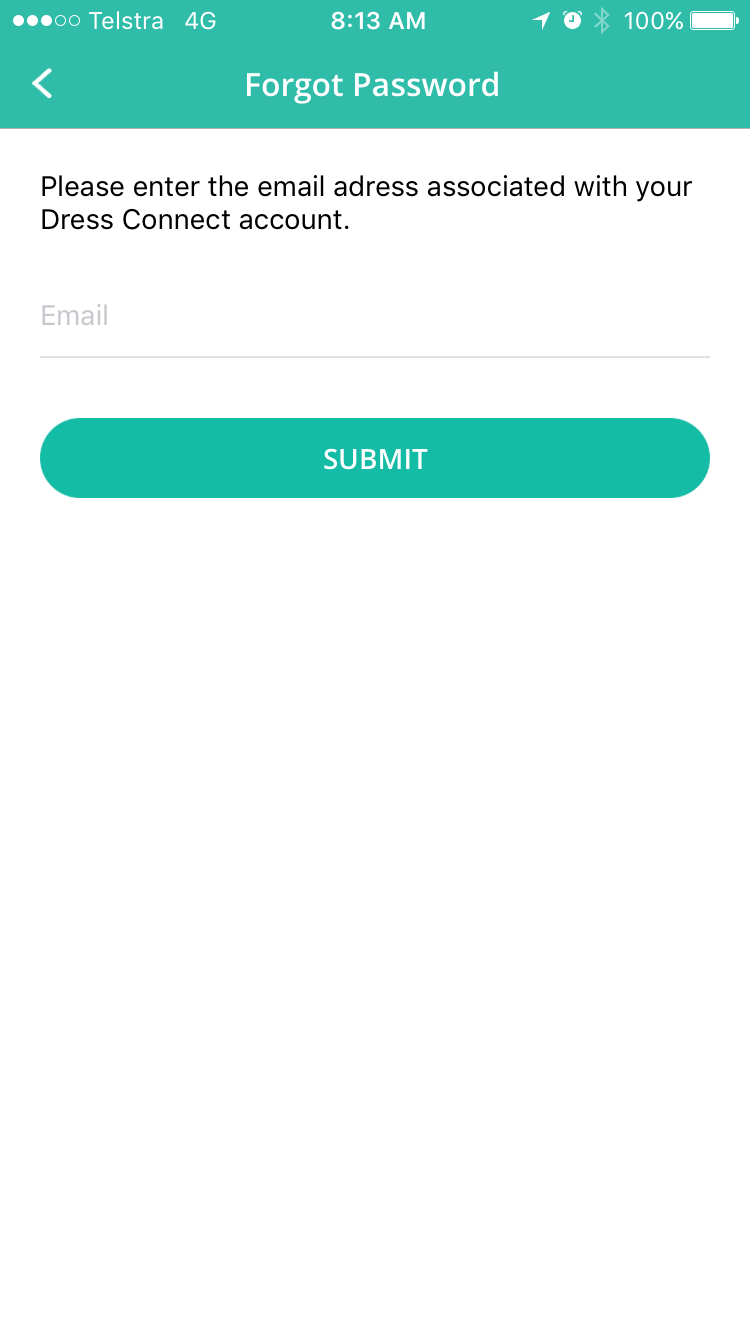 Telstra 4G 8:13 AM 100%
Forgot Password
Please enter the email adress associated with your
Dress Connect account.
Email
SUBMIT